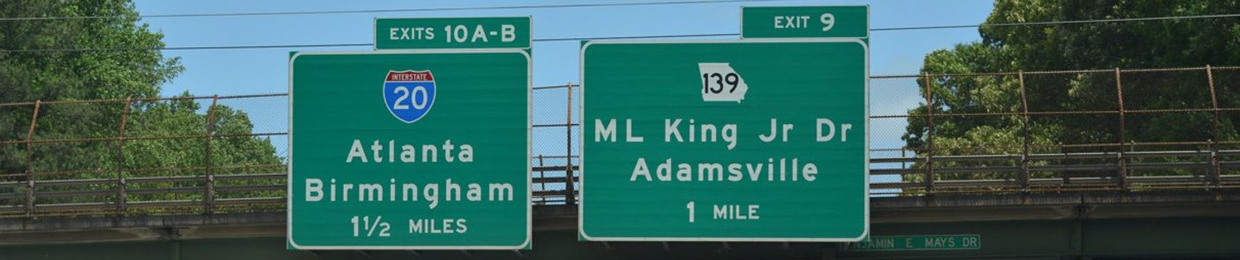 EXITS 10A-B
INTERSTATE
20
Atlanta
Birmingham
1½ MILES
EXIT 9
139
ML King Jr Dr
Adamsville
1 MILE
E MAYS DR